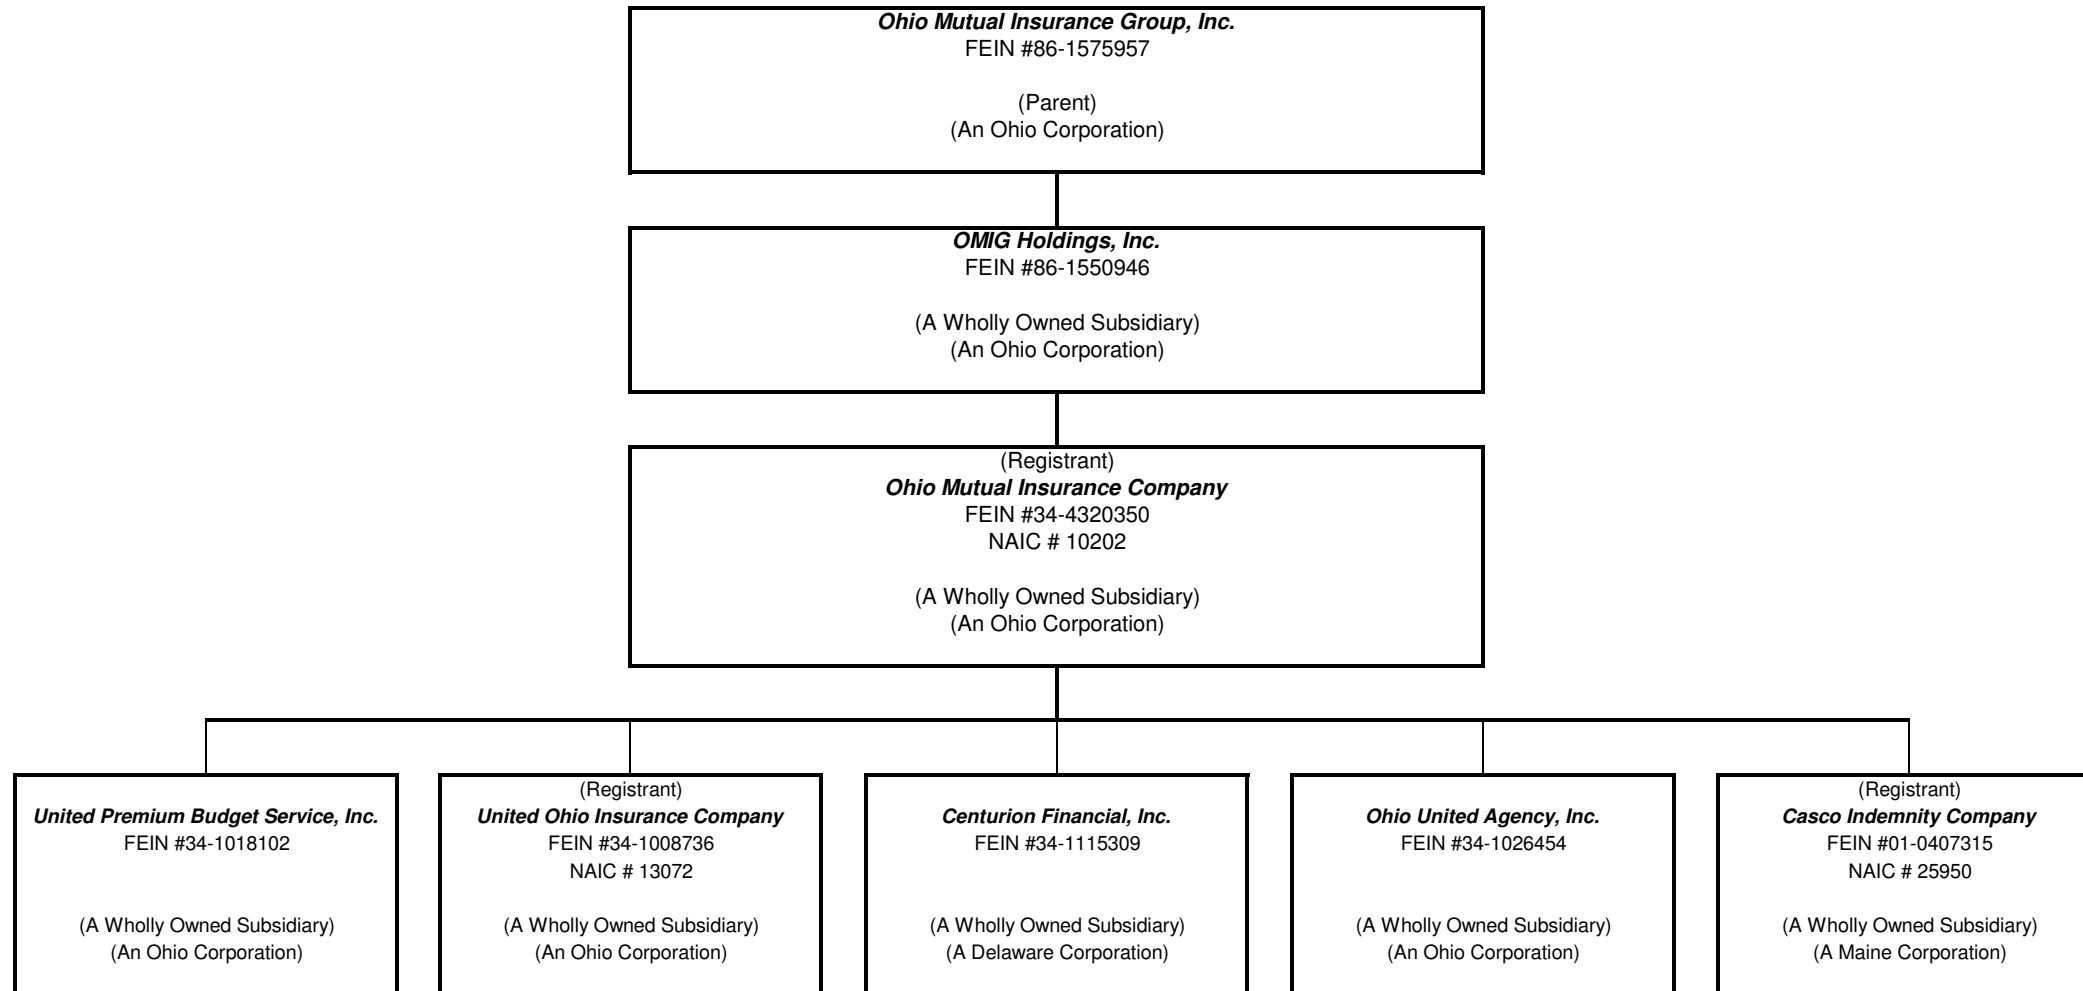 Ohio Mutual Insurance Group, Inc.
FEIN #86-1575957
(Parent)
(An Ohio Corporation)
OMIG Holdings, Inc.
FEIN #86-1550946
(A Wholly Owned Subsidiary)
(An Ohio Corporation)
(Registrant)
Ohio Mutual Insurance Company
FEIN #34-4320350
NAIC # 10202
(A Wholly Owned Subsidiary)
(An Ohio Corporation)
United Premium Budget Service, Inc.
FEIN #34-1018102
(A Wholly Owned Subsidiary)
(An Ohio Corporation)
(Registrant)
United Ohio Insurance Company
FEIN #34-1008736
NAIC # 13072
(A Wholly Owned Subsidiary)
(An Ohio Corporation)
Centurion Financial, Inc.
FEIN #34-1115309
(A Wholly Owned Subsidiary)
(A Delaware Corporation)
Ohio United Agency, Inc.
FEIN #34-1026454
(A Wholly Owned Subsidiary)
(An Ohio Corporation)
(Registrant)
Casco Indemnity Company
FEIN #01-0407315
NAIC # 25950
(A Wholly Owned Subsidiary)
(A Maine Corporation)